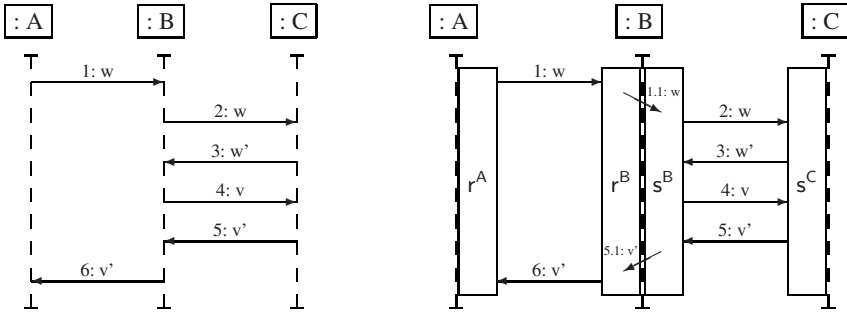 : A : B : C : A : B : C
1: w 1: w
1.1: w
2: w 2: w
3: w' 3: w'
r^A r^B s^B s^C
4: v 4: v
5: v' 5: v'
5.1: v'
6: v' 6: v'